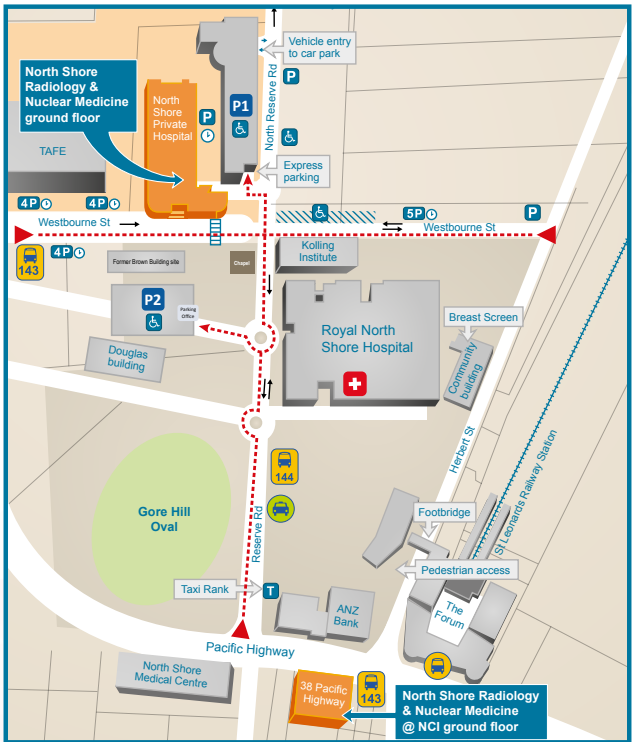 Vehicle entry
to car park
North Shore
Radiology &
Nuclear Medicine
ground floor
P
North Reserve Rd
North
Shore
Private
Hospital
P
P1
TAFE
Express
parking
4P
4P
5P
P
Westbourne St
Westbourne St
143
4P
Former Brown Building site
Chapel
Kolling
Institute
P2
Parking
Office
Royal North
Shore Hospital
Breast Screen
Community
building
Douglas
building
Herbert St
St Leonards Railway Station
144
Gore Hill
Oval
Reserve Rd
Footbridge
Pedestrian access
Taxi Rank
T
ANZ
Bank
The
Forum
Pacific Highway
North Shore
Medical Centre
38 Pacific
Highway
143
North Shore Radiology
& Nuclear Medicine
@ NCI ground floor